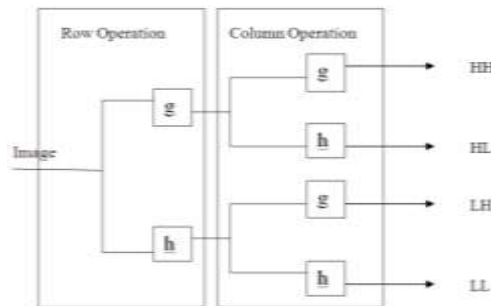 Row Operation
Column Operation
g
HH
g
h
HL
Image
g
LH
h
h
LL